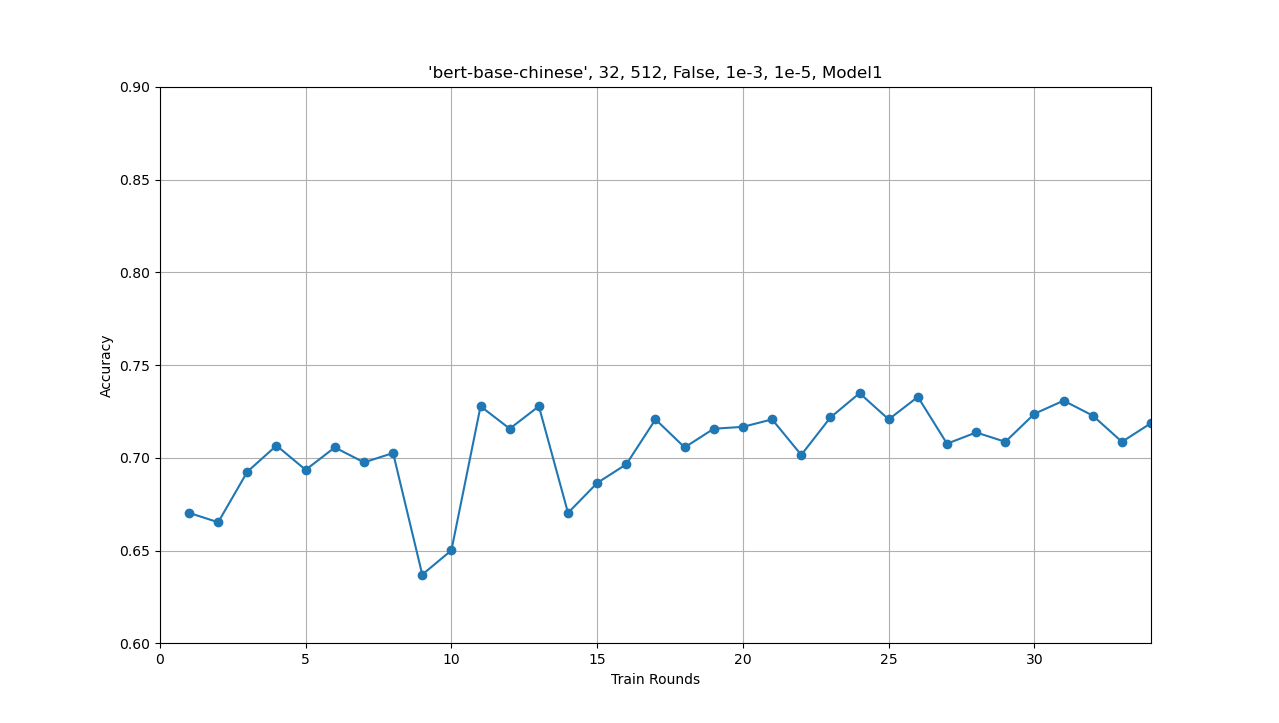 'bert-base-chinese', 32, 512, False, 1e-3, 1e-5, Model1
0.90
0.85
0.80
0.75
0.70
0.65
0.60
Accuracy
0 5 10 15 20 25 30
Train Rounds